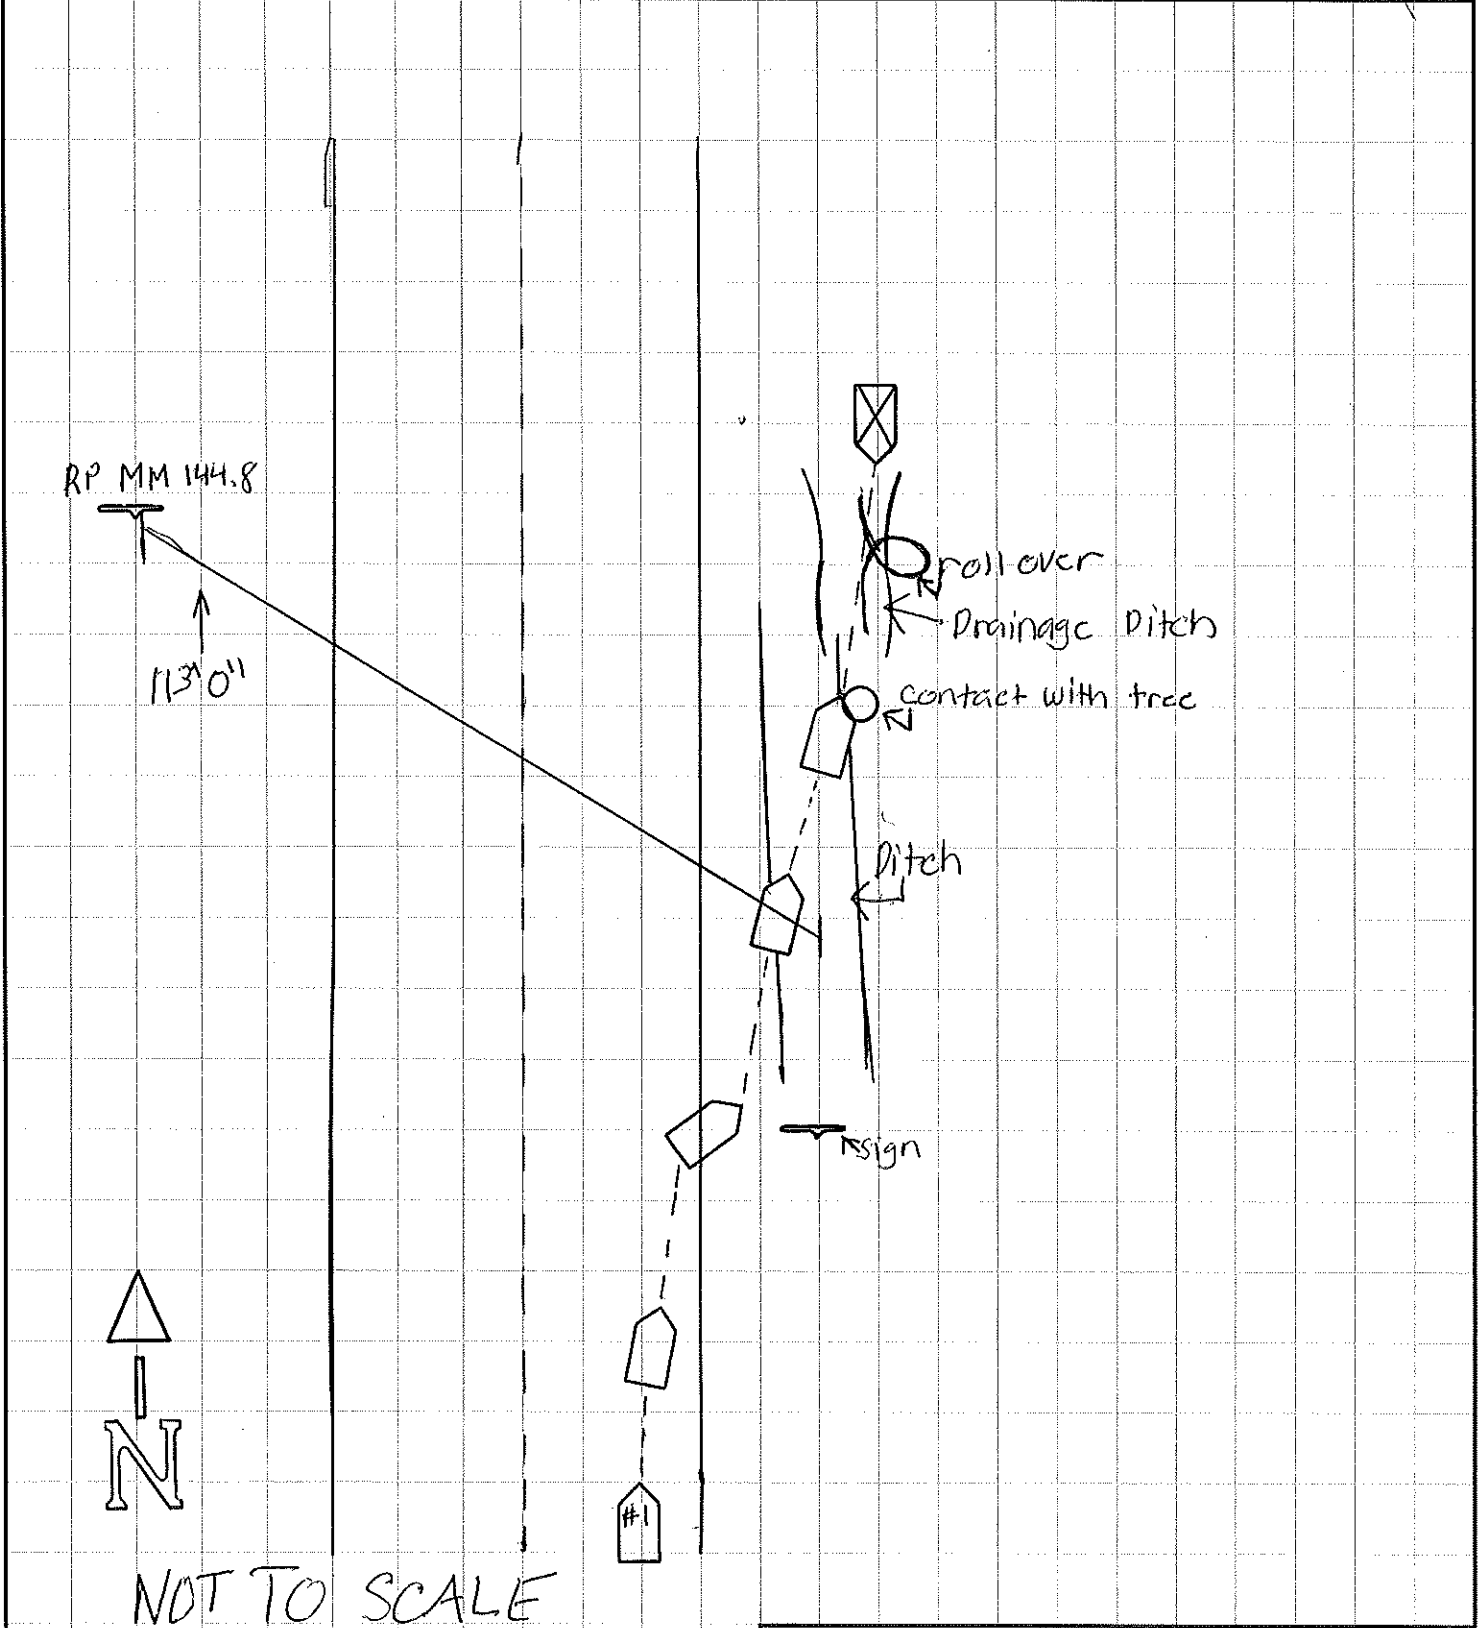 RP MM 144.8
113'0"
roll over
Drainage Ditch
contact with tree
Ditch
sign
N
#1
NOT TO SCALE